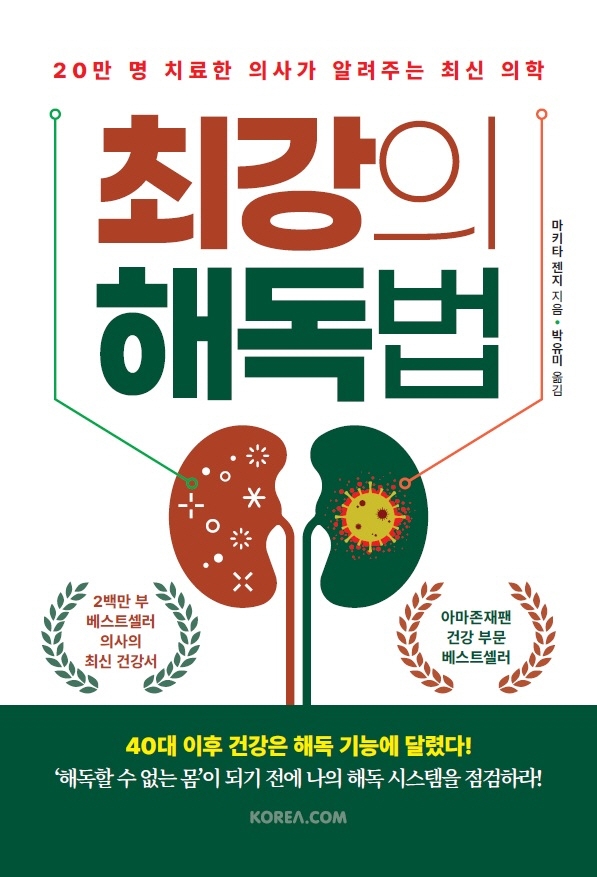 20만 명 치료한 의사가 알려주는 최신 의학
최강의
해독법
마키타 젠지 지음 • 박유미 옮김
2백만 부
베스트셀러
의사의
최신 건강서
아마존재팬
건강 부문
베스트셀러
40대 이후 건강은 해독 기능에 달렸다!
‘해독할 수 없는 몸’이 되기 전에 나의 해독 시스템을 점검하라!
KOREA.COM